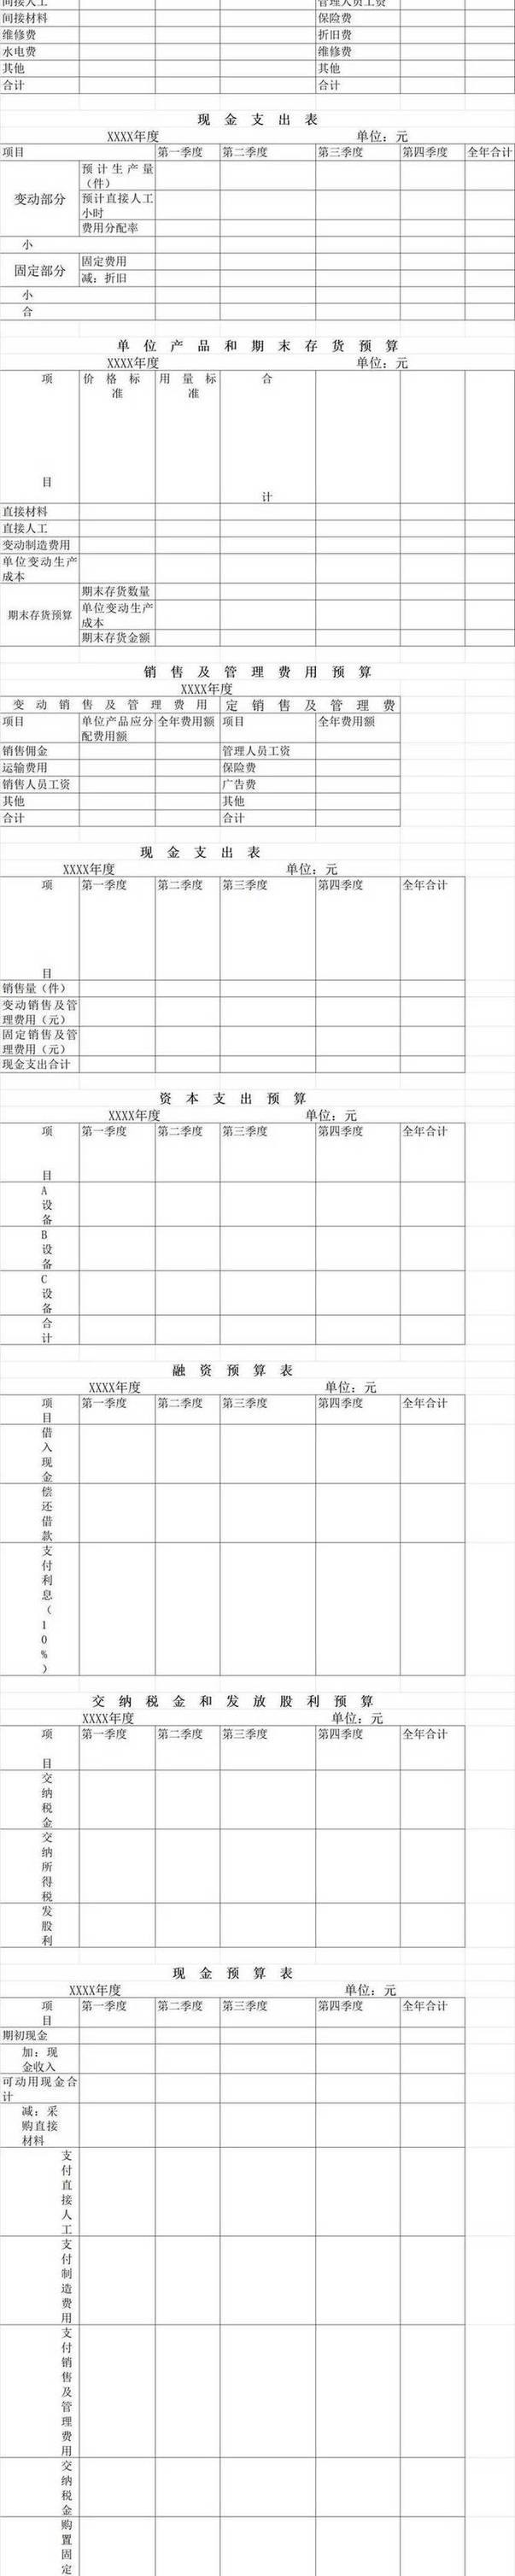 间接人工 管理人员工资
间接材料 保险费
维修费 折旧费
水电费 维修费
其他 其他
合计 合计
现金支出表
XXXX年度 单位：元
项目 第一季度 第二季度 第三季度 第四季度 全年合计
变动部分 预计生产量
（件）
预计直接人工
小时
费用分配率
小
固定部分 固定费用
减：折旧
小
合
单位产品和期末存货预算
XXXX年度 单位：元
项 价格标 用量标 合
准 准
目 计
直接材料
直接人工
变动制造费用
单位变动生产
成本
期末存货预算 期末存货数量
单位变动生产
成本
期末存货金额
销售及管理费用预算
XXXX年度
变动销售及管理费用 定销售及管理费
项目 单位产品应分 全年费用额 项目 全年费用额
配费用额
销售佣金 管理人员工资
运输费用 保险费
销售人员工资 广告费
其他 其他
合计 合计
现金支出表
XXXX年度 单位：元
项 第一季度 第二季度 第三季度 第四季度 全年合计
目
销售量（件）
变动销售及管
理费用（元）
固定销售及管
理费用（元）
现金支出合计
资本支出预算
XXXX年度 单位：元
项 第一季度 第二季度 第三季度 第四季度 全年合计
目
A
设
备
B
设
备
C
设
备
合
计
融资预算表
XXXX年度 单位：元
项 第一季度 第二季度 第三季度 第四季度 全年合计
目
借
入
现
金
偿
还
借
款
支
付
利
息
（
1
0
%
）
交纳税金和发放股利预算
XXXX年度 单位：元
项 第一季度 第二季度 第三季度 第四季度 全年合计
目
交
纳
税
金
交
纳
所
得
税
发
股
利
现金预算表
XXXX年度 单位：元
项 第一季度 第二季度 第三季度 第四季度 全年合计
目
期初现金
加：现
金收入
可动用现金合
计
减：采
购直接
材料
支
付
直
接
人
工
支
付
制
造
费
用
支
付
销
售
及
管
理
费
用
交
纳
税
金
购
置
固
定